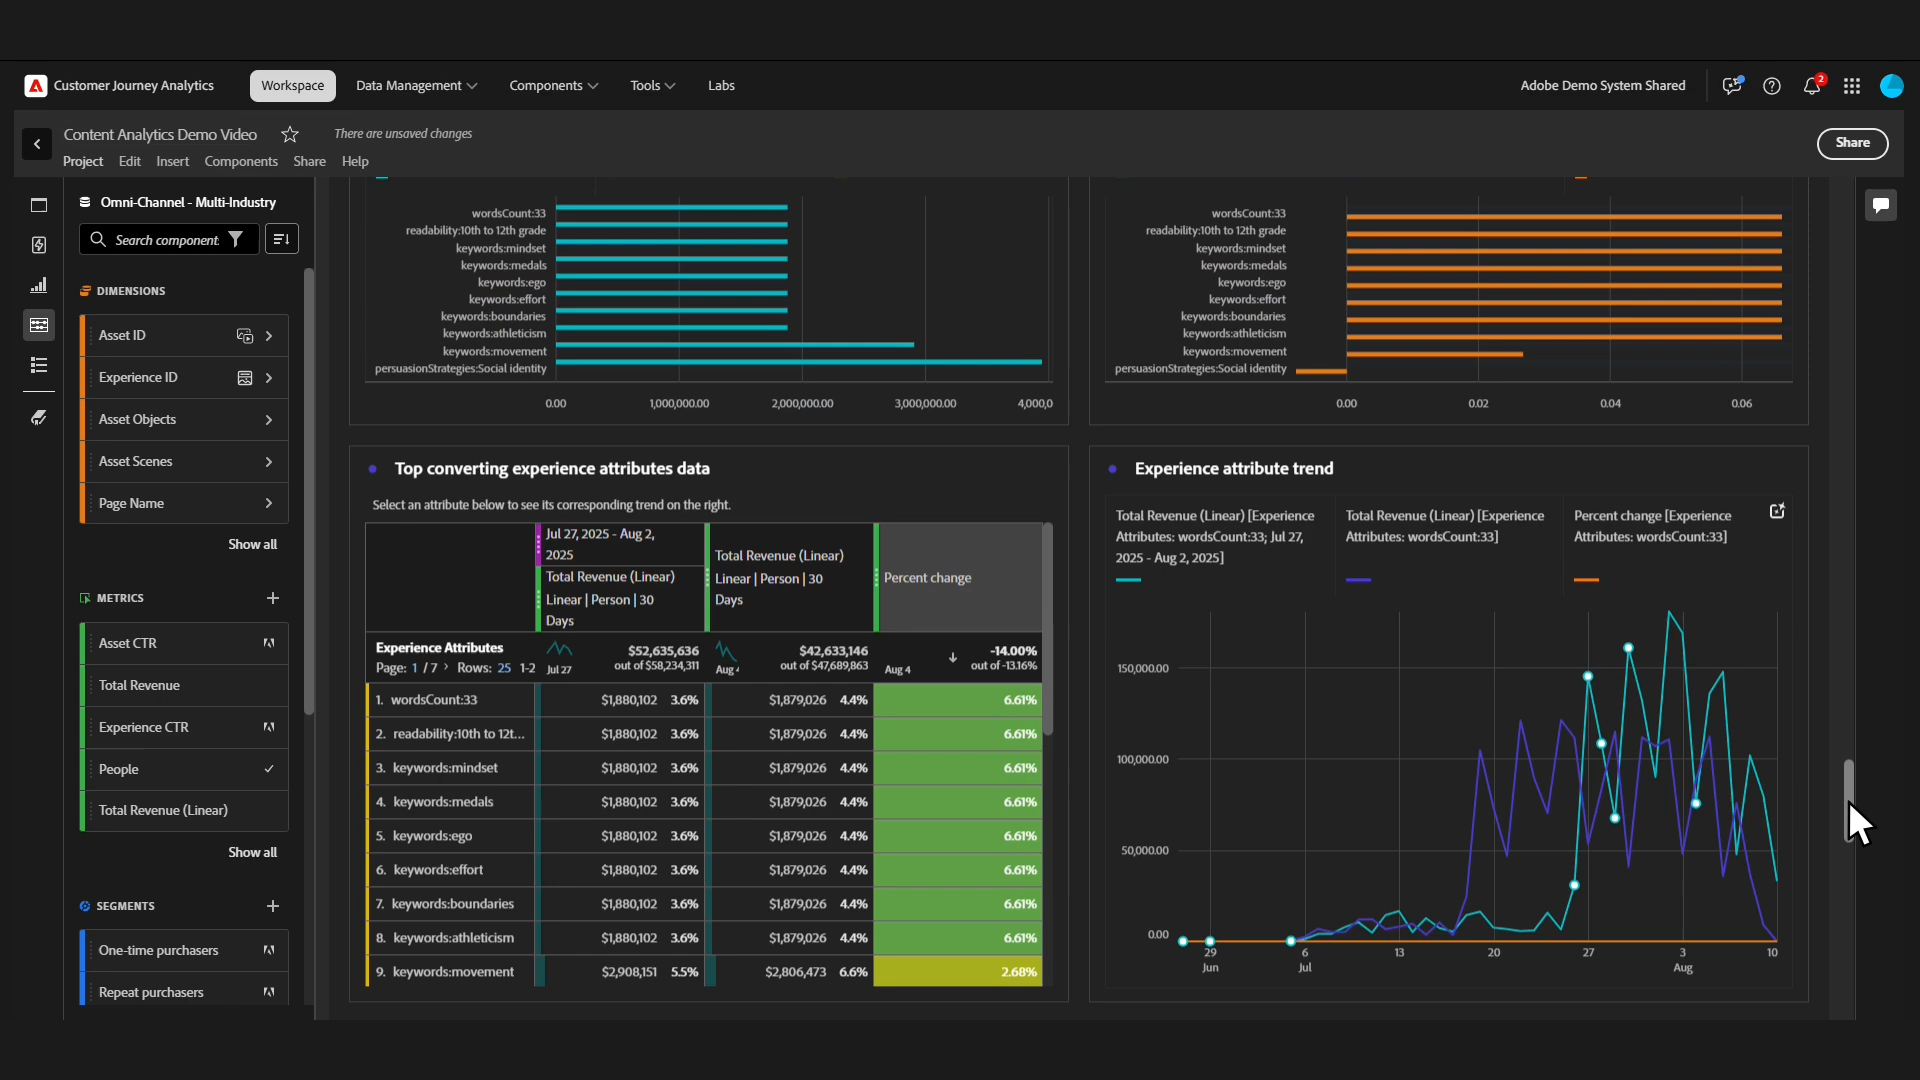 Customer Journey Analytics
Workspace
Data Management
Components
Tools
Labs
Adobe Demo System Shared
2
Content Analytics Demo Video
There are unsaved changes
Project Edit Insert Components Share Help
Share
Omni-Channel - Multi-Industry
Search component
DIMENSIONS
Asset ID
Experience ID
Asset Objects
Asset Scenes
Page Name
Show all
METRICS
Asset CTR
Total Revenue
Experience CTR
People
Total Revenue (Linear)
Show all
SEGMENTS
One-time purchasers
Repeat purchasers
wordsCount:33
readability:10th to 12th grade
keywords:mindset
keywords:medals
keywords:ego
keywords:effort
keywords:boundaries
keywords:athleticism
keywords:movement
persuasionStrategies:Social identity
0.00 1,000,000.00 2,000,000.00 3,000,000.00 4,000,0
wordsCount:33
readability:10th to 12th grade
keywords:mindset
keywords:medals
keywords:ego
keywords:effort
keywords:boundaries
keywords:athleticism
keywords:movement
persuasionStrategies:Social identity
0.00 0.02 0.04 0.06
Top converting experience attributes data
Select an attribute below to see its corresponding trend on the right.
Jul 27, 2025 - Aug 2,
2025
Total Revenue (Linear)
Linear | Person | 30
Days
Total Revenue (Linear)
Linear | Person | 30
Days
Percent change
Experience Attributes
Page: 1 / 7 > Rows: 25 1-2
Jul 27
$52,635,636
out of $58,234,311
Aug 4
$42,633,146
out of $47,689,863
Aug 4
-14.00%
out of -13.16%
1. wordsCount:33 $1,880,102 3.6% $1,879,026 4.4% 6.61%
2. readability:10th to 12t... $1,880,102 3.6% $1,879,026 4.4% 6.61%
3. keywords:mindset $1,880,102 3.6% $1,879,026 4.4% 6.61%
4. keywords:medals $1,880,102 3.6% $1,879,026 4.4% 6.61%
5. keywords:ego $1,880,102 3.6% $1,879,026 4.4% 6.61%
6. keywords:effort $1,880,102 3.6% $1,879,026 4.4% 6.61%
7. keywords:boundaries $1,880,102 3.6% $1,879,026 4.4% 6.61%
8. keywords:athleticism $1,880,102 3.6% $1,879,026 4.4% 6.61%
9. keywords:movement $2,908,151 5.5% $2,806,473 6.6% 2.68%
Experience attribute trend
Total Revenue (Linear) [Experience
Attributes: wordsCount:33; Jul 27,
2025 - Aug 2, 2025]
Total Revenue (Linear) [Experience
Attributes: wordsCount:33]
Percent change [Experience
Attributes: wordsCount:33]
150,000.00
100,000.00
50,000.00
0.00
29 6 13 20 27 3 10
Jun Jul Aug